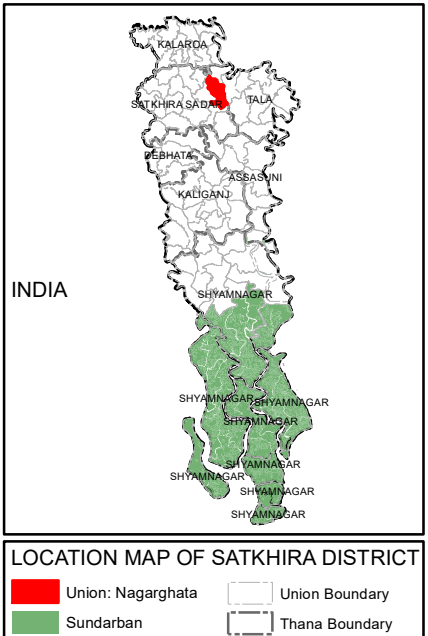 KALAROA
SATKHIRA SADAR
TALA
DEBHATA
ASSASUNI
KALIGANJ
INDIA
SHYAMNAGAR
SHYAMNAGAR
SHYAMNAGAR
SHYAMNAGAR
SHYAMNAGAR
SHYAMNAGAR
SHYAMNAGAR
SHYAMNAGAR
LOCATION MAP OF SATKHIRA DISTRICT
Union: Nagarghata
Union Boundary
Sundarban
Thana Boundary